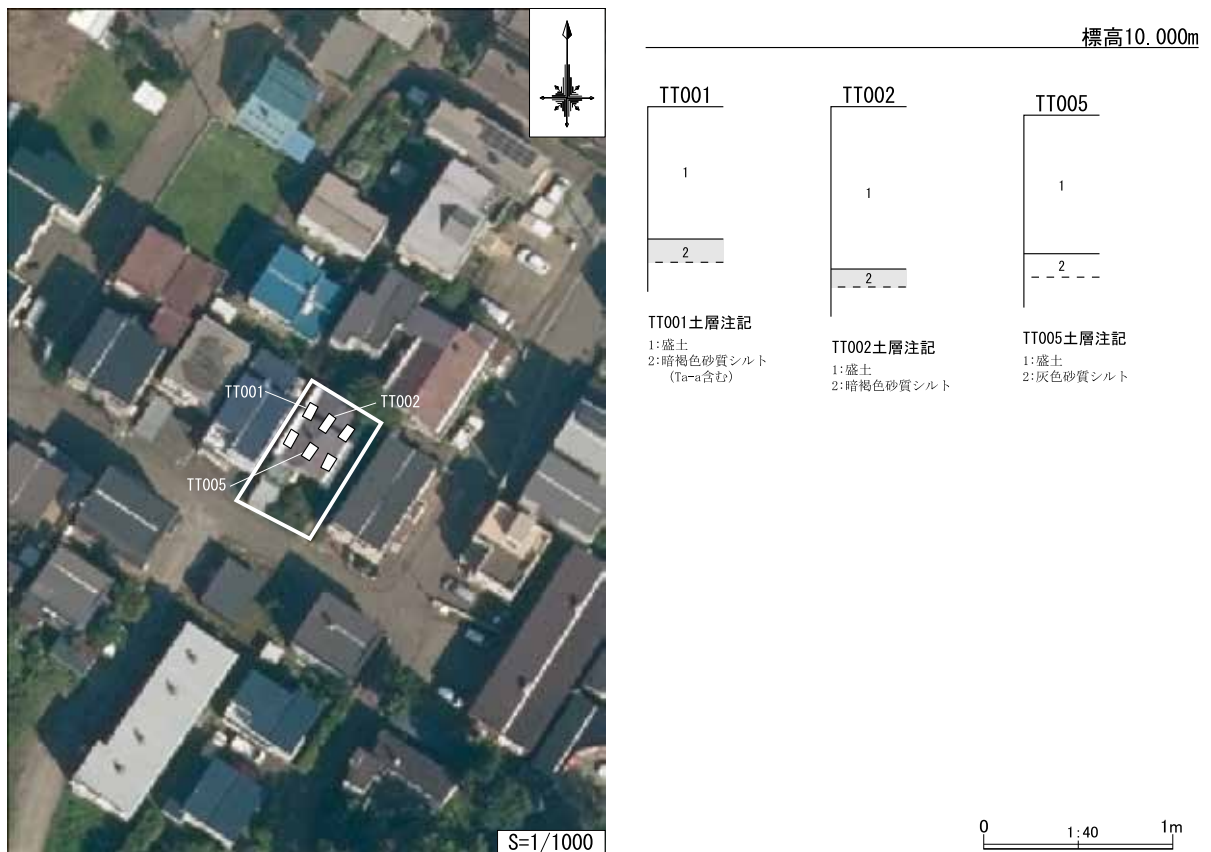 TT001
TT002
TT005
S=1/1000
標高10.000m
TT001
1
2
TT001土層注記
1:盛土
2:暗褐色砂質シルト
(Ta-a含む)
TT002
1
2
TT002土層注記
1:盛土
2:暗褐色砂質シルト
TT005
1
2
TT005土層注記
1:盛土
2:灰色砂質シルト
0 1:40 1m